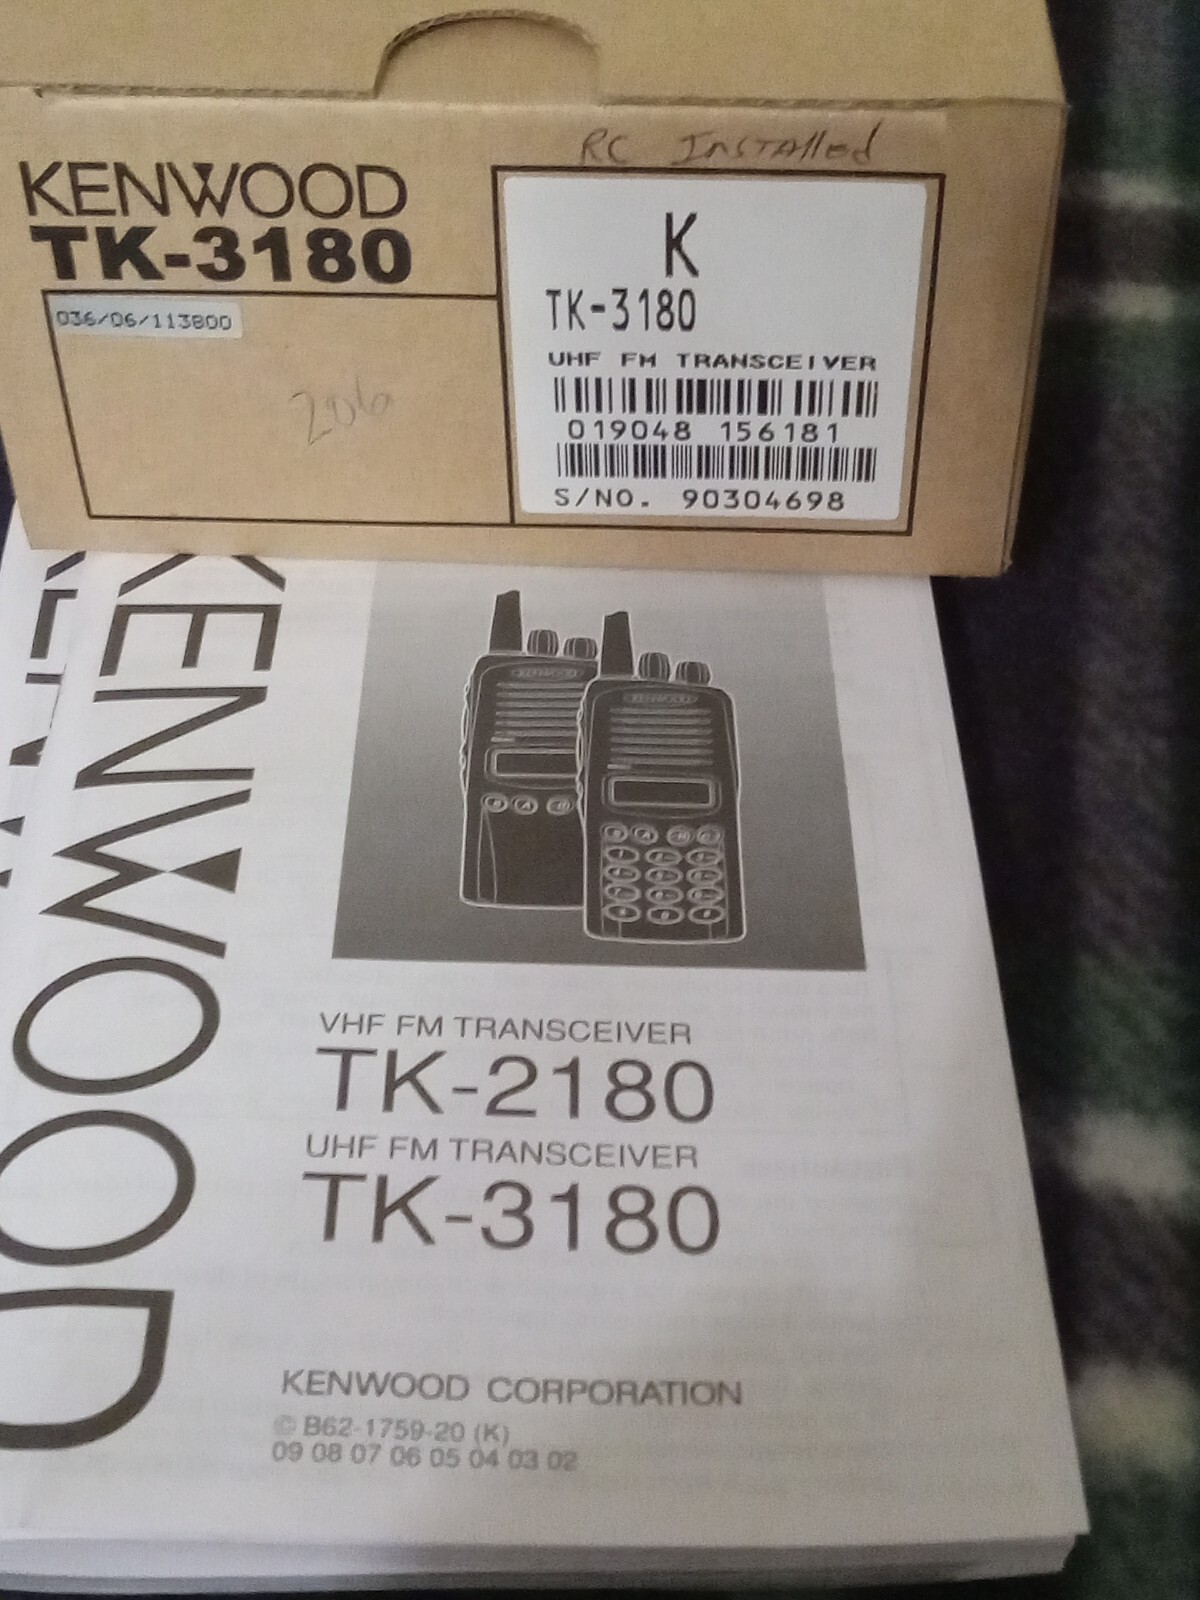 RC Installed
KENWOOD
TK-3180
036/06/113800
K
TK-3180
UHF FM TRANSCEIVER
019048 156181
S/NO. 90304698
KENWOOD
KENWOOD
KENWOOD
VHF FM TRANSCEIVER
TK-2180
UHF FM TRANSCEIVER
TK-3180
KENWOOD CORPORATION
© B62-1759-20 (K)
09 08 07 06 05 04 03 02